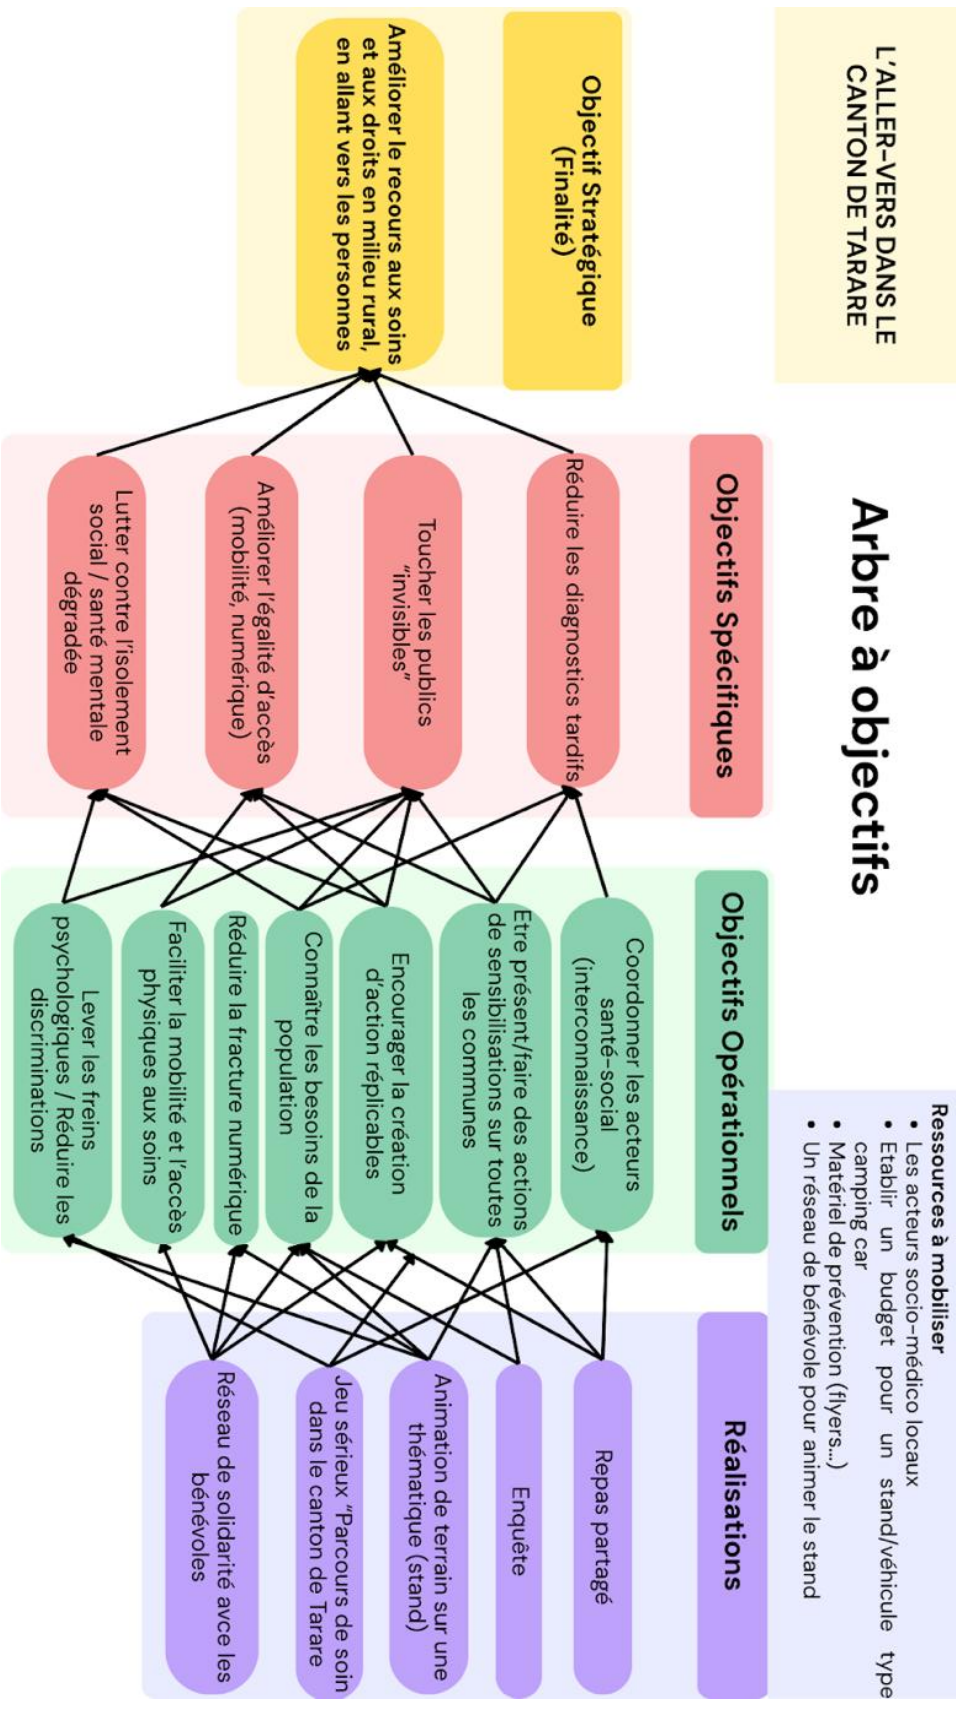 L'ALLER-VERS DANS LE
CANTON DE TARARE
Arbre à objectifs
Ressources à mobiliser
• Les acteurs socio-médico locaux
• Etablir un budget pour un stand/véhicule type
camping car
• Matériel de prévention (flyers...)
• Un réseau de bénévole pour animer le stand
Objectif Stratégique
(Finalité)
Améliorer le recours aux soins
et aux droits en milieu rural,
en allant vers les personnes
Objectifs Spécifiques
Réduire les diagnostics tardifs
Toucher les publics
"invisibles"
Améliorer l'égalité d'accès
(mobilité, numérique)
Lutter contre l'isolement
social / santé mentale
dégradée
Objectifs Opérationnels
Coordonner les acteurs
santé-social
(interconnaissance)
Etre présent/faire des actions
de sensibilisations sur toutes
les communes
Encourager la création
d'action réplicables
Connaître les besoins de la
population
Réduire la fracture numérique
Faciliter la mobilité et l'accès
physiques aux soins
Lever les freins
psychologiques / Réduire les
discriminations
Réalisations
Repas partagé
Enquête
Animation de terrain sur une
thématique (stand)
Jeu sérieux "Parcours de soin
dans le canton de Tarare
Réseau de solidarité avce les
bénévoles